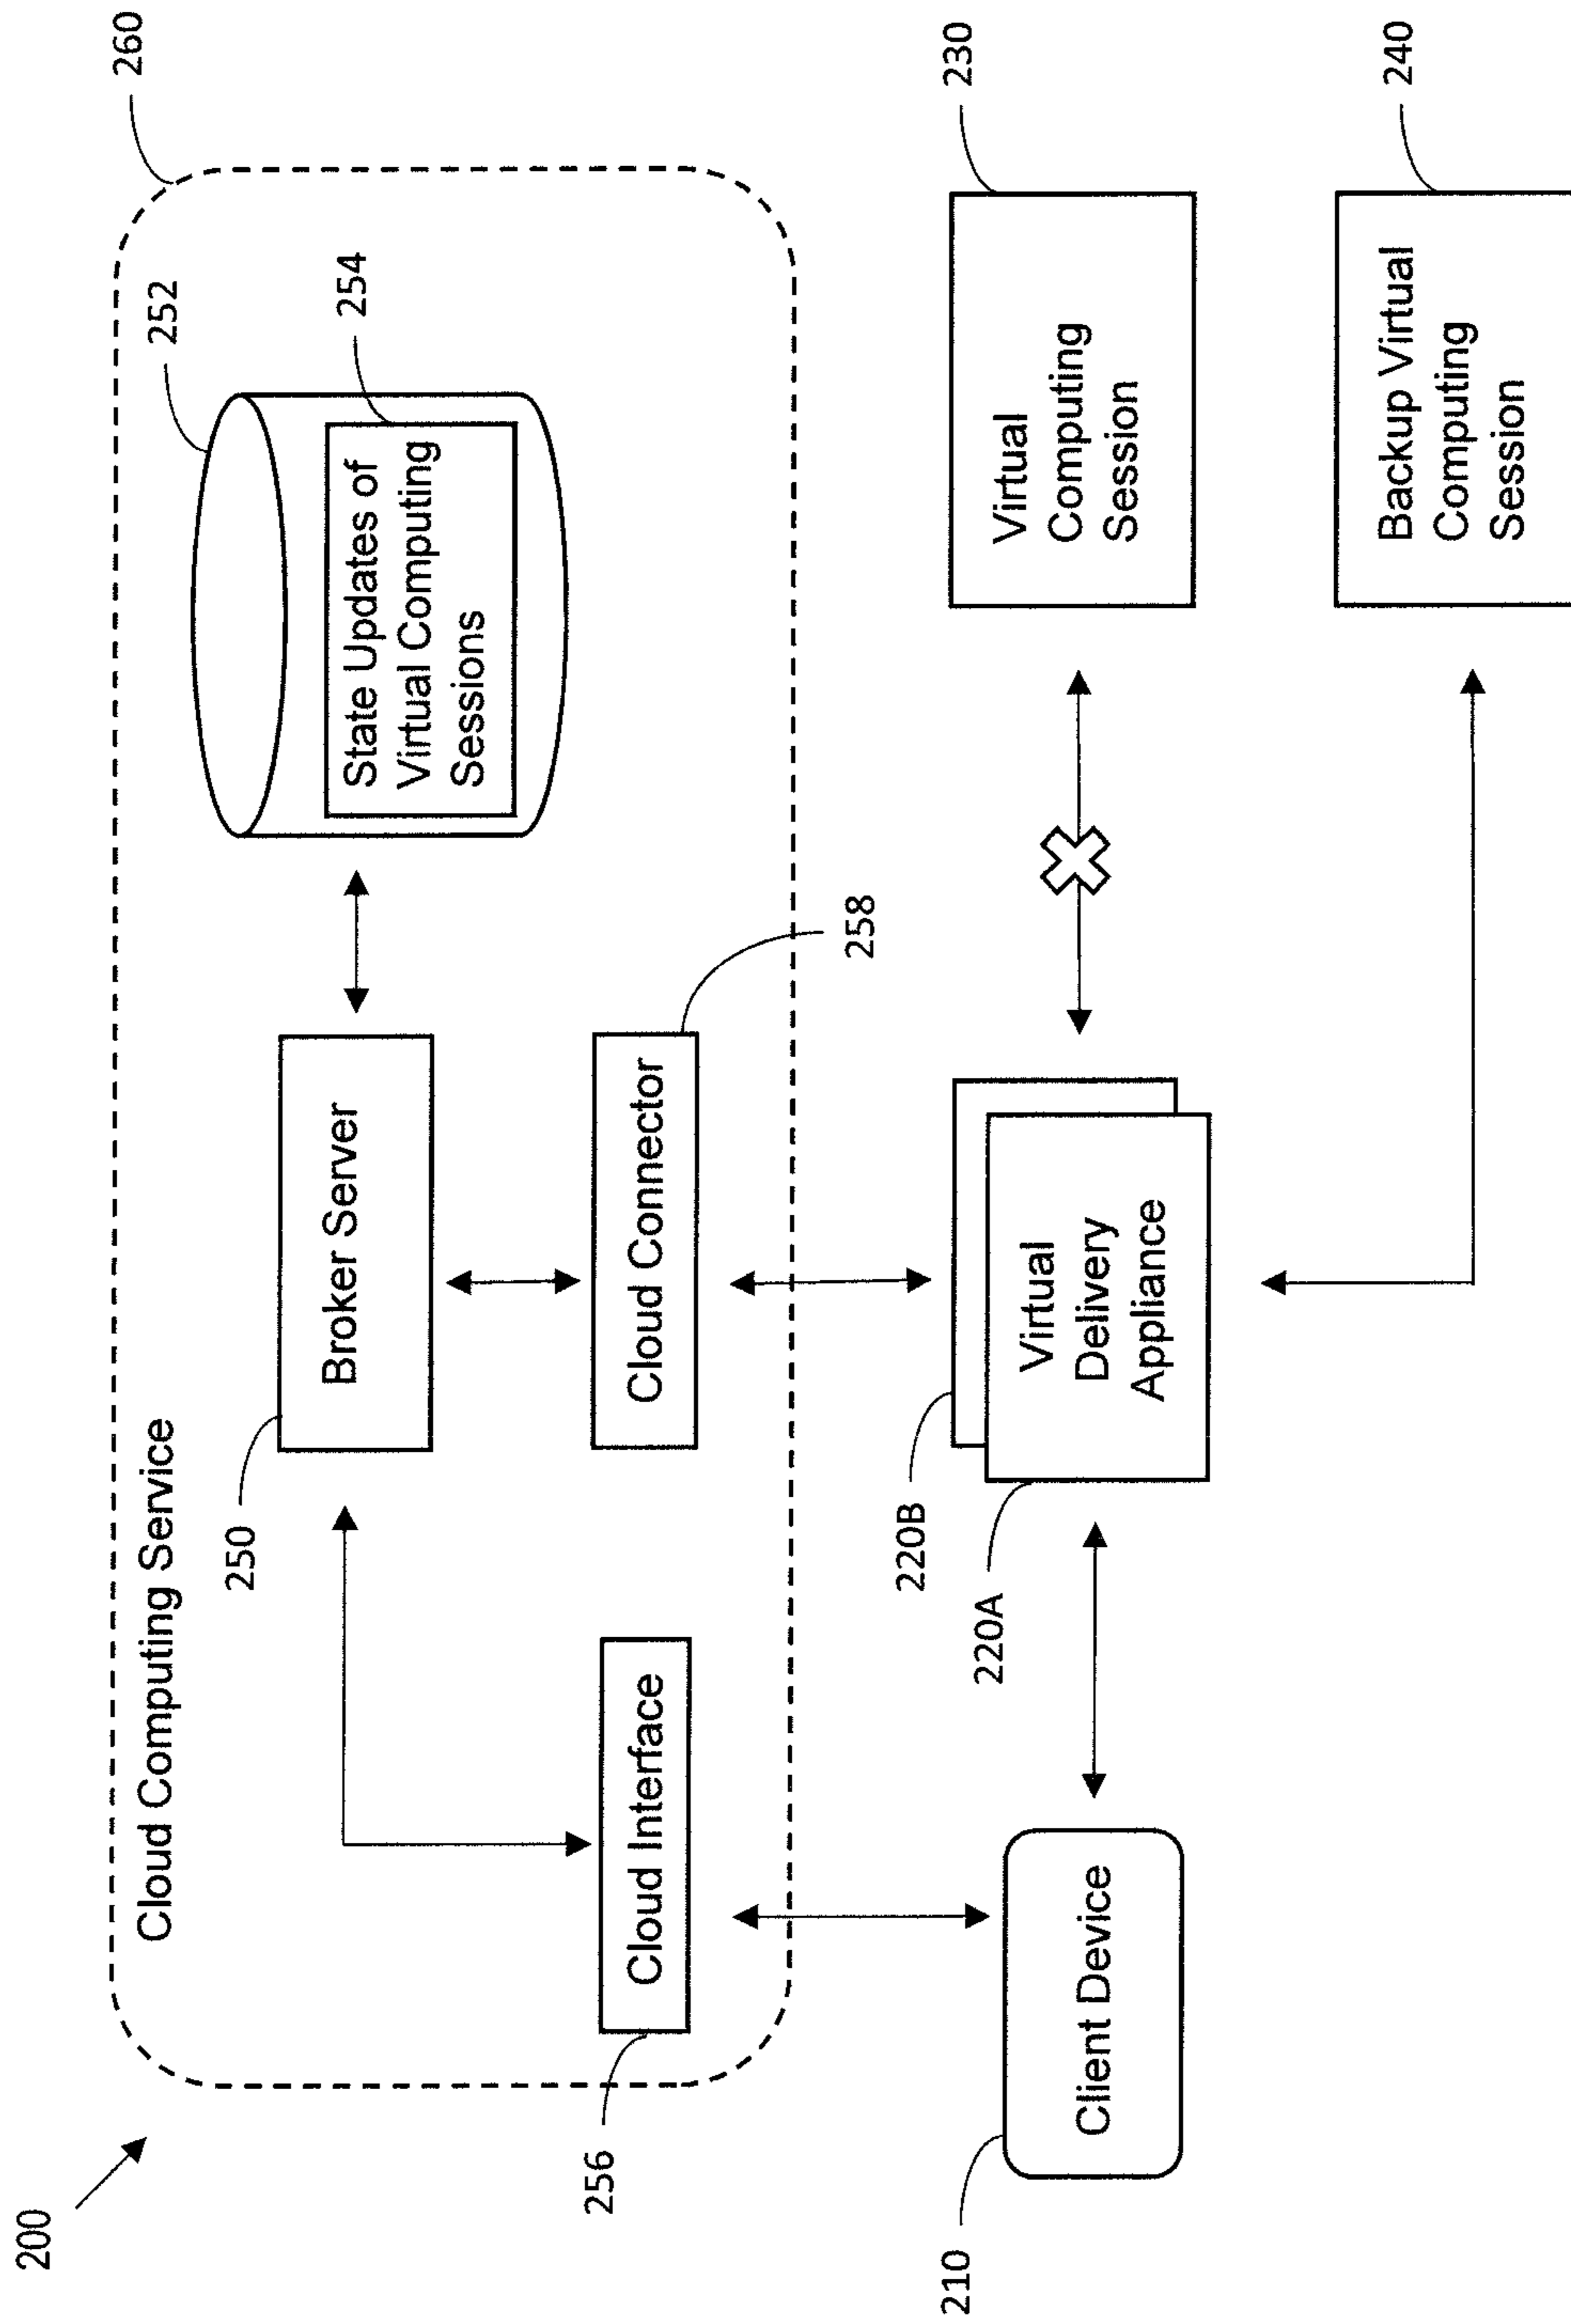 200
Cloud Computing Service
260
252
State Updates of
Virtual Computing
Sessions
254
250
Broker Server
256
Cloud Interface
Cloud Connector
258
210
Client Device
220B
220A
Virtual
Delivery
Appliance
230
Virtual
Computing
Session
240
Backup Virtual
Computing
Session